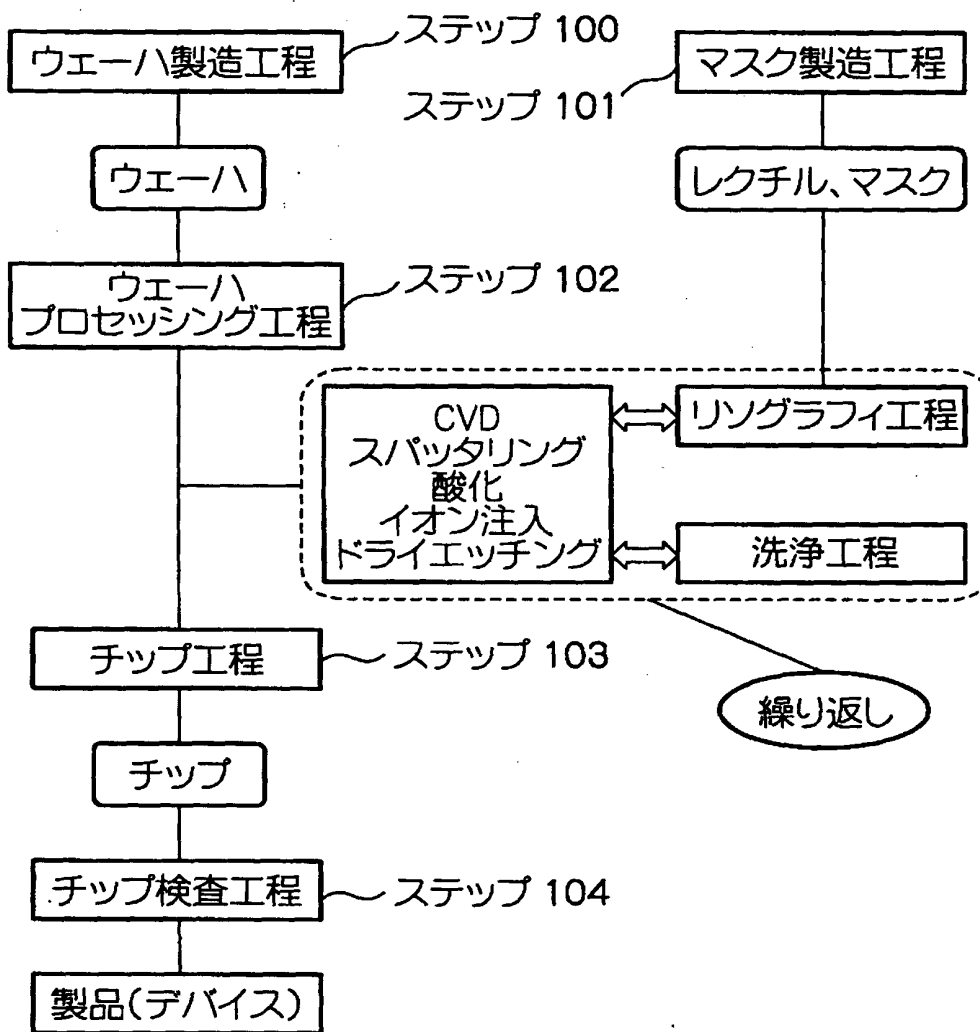 ウェーハ製造工程
ステップ 100
マスク製造工程
ステップ 101
ウェーハ
レクチル、マスク
ウェーハ
プロセッシング工程
ステップ 102
CVD
スパッタリング
酸化
イオン注入
ドライエッチング
リソグラフィ工程
洗浄工程
チップ工程
ステップ 103
繰り返し
チップ
チップ検査工程
ステップ 104
製品(デバイス)